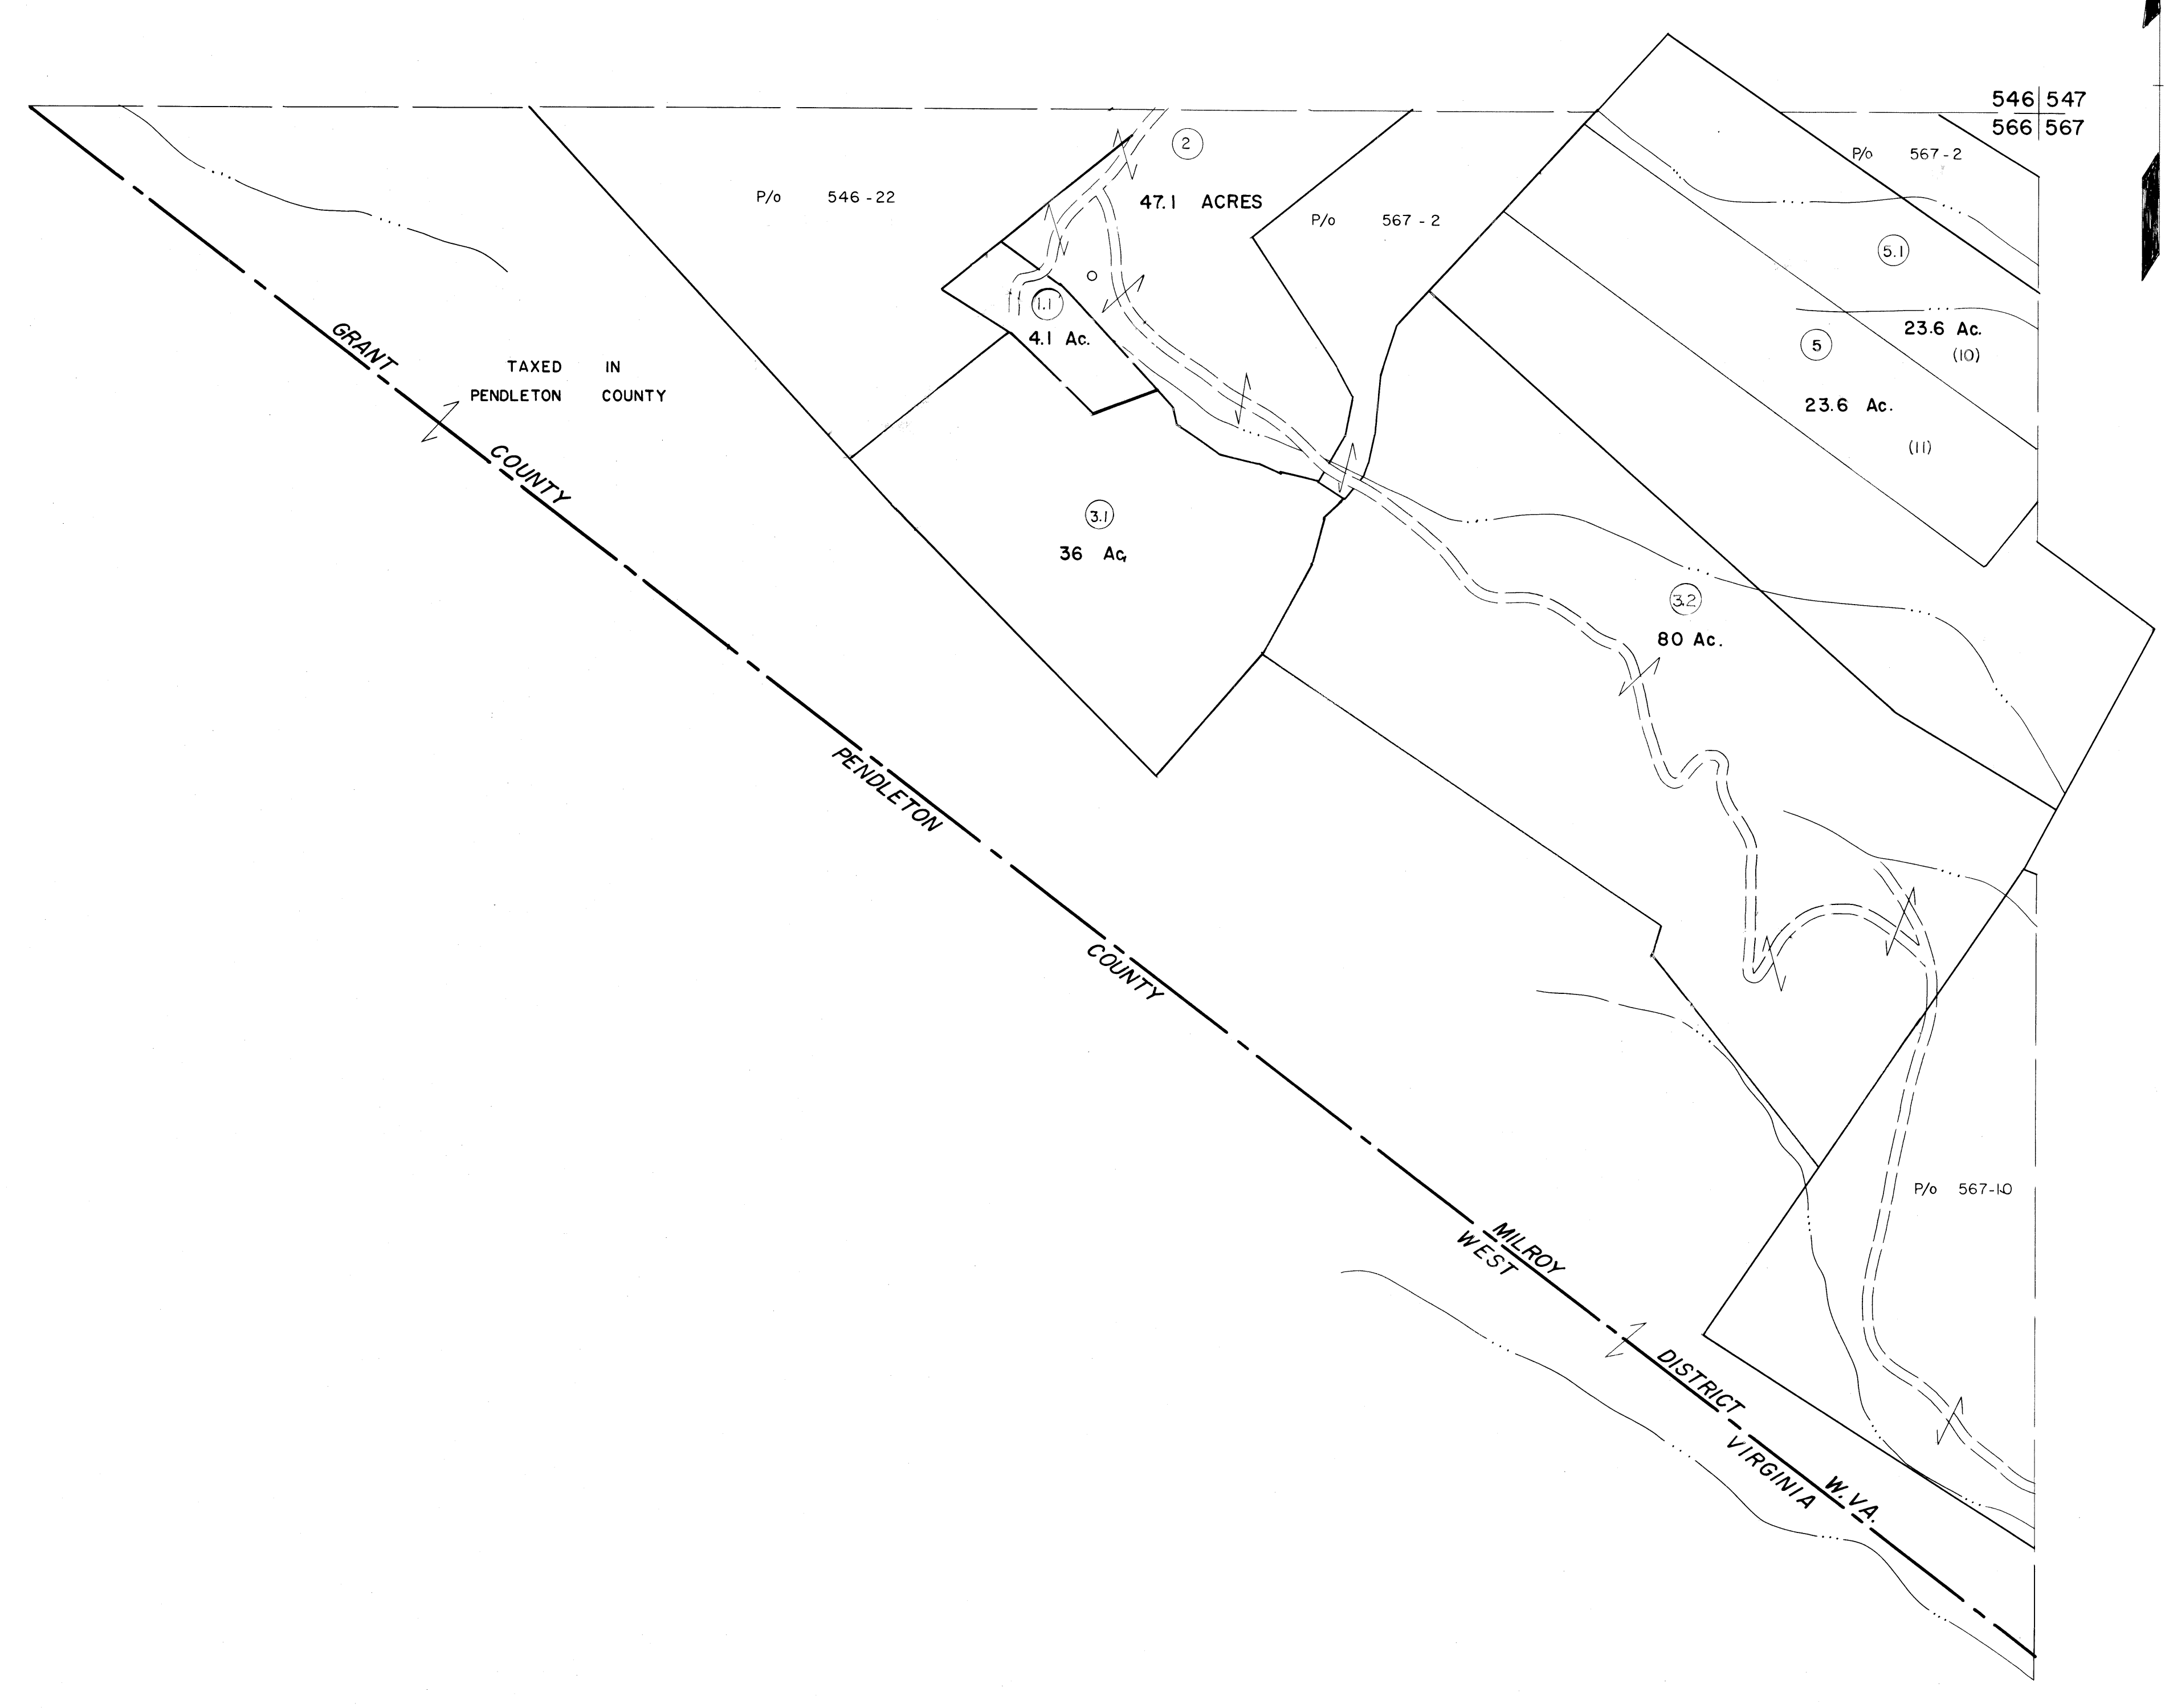 546 547
566 567
2
P/o 567 - 2
P/o 546 - 22
47.1 ACRES
P/o 567 - 2
5.1
1.1
4.1 Ac.
23.6 Ac.
(10)
5
GRANT COUNTY
TAXED IN
PENDLETON COUNTY
23.6 Ac.
(11)
3.1
36 Ac.
3.2
80 Ac.
PENDLETON COUNTY
P/o 567-10
MILROY DISTRICT
WEST VIRGINIA
W. VA.